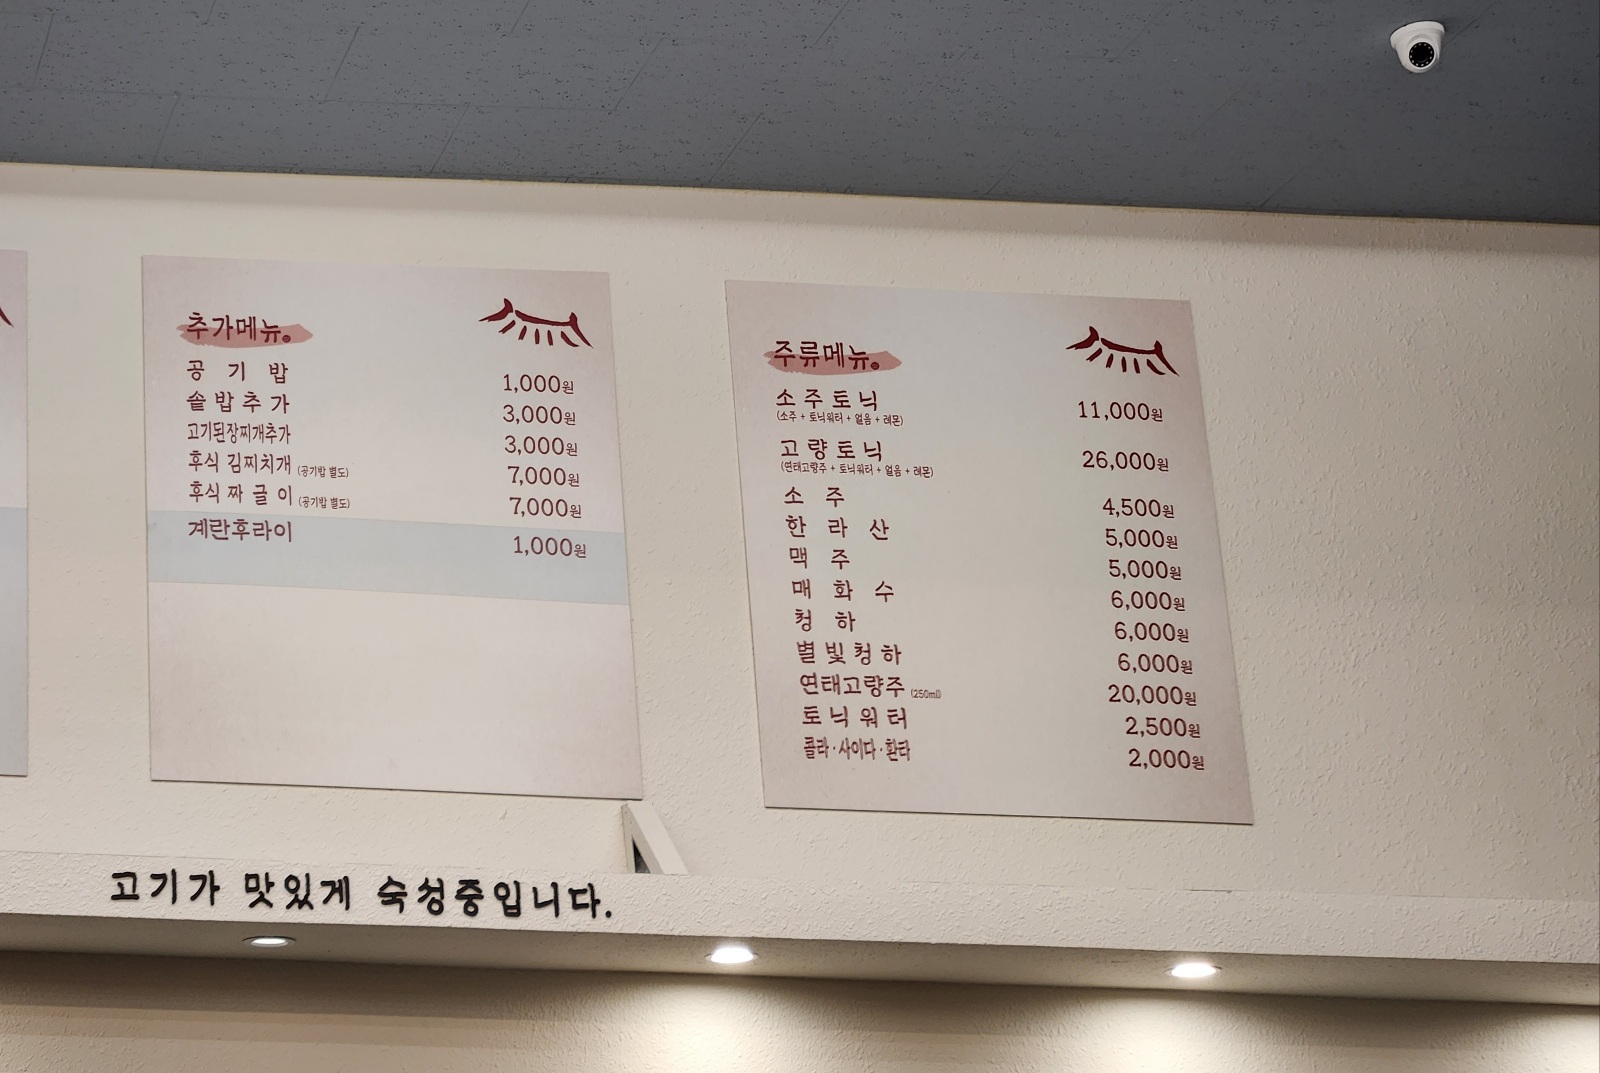 추가메뉴
공기밥 1,000원
솥밥추가 3,000원
고기된장찌개추가 3,000원
후식 김찌치개 (공기밥 별도) 7,000원
후식 짜글이 (공기밥 별도) 7,000원
계란후라이 1,000원
주류메뉴
소주토닉 11,000원
(소주 + 토닉워터 + 얼음 + 레몬)
고량토닉 26,000원
(연태고량주 + 토닉워터 + 얼음 + 레몬)
소주 4,500원
한라산 5,000원
맥주 5,000원
매화수 6,000원
청하 6,000원
별빛청하 6,000원
연태고량주 (250ml) 20,000원
토닉워터 2,500원
콜라·사이다·환타 2,000원
고기가 맛있게 숙성중입니다.